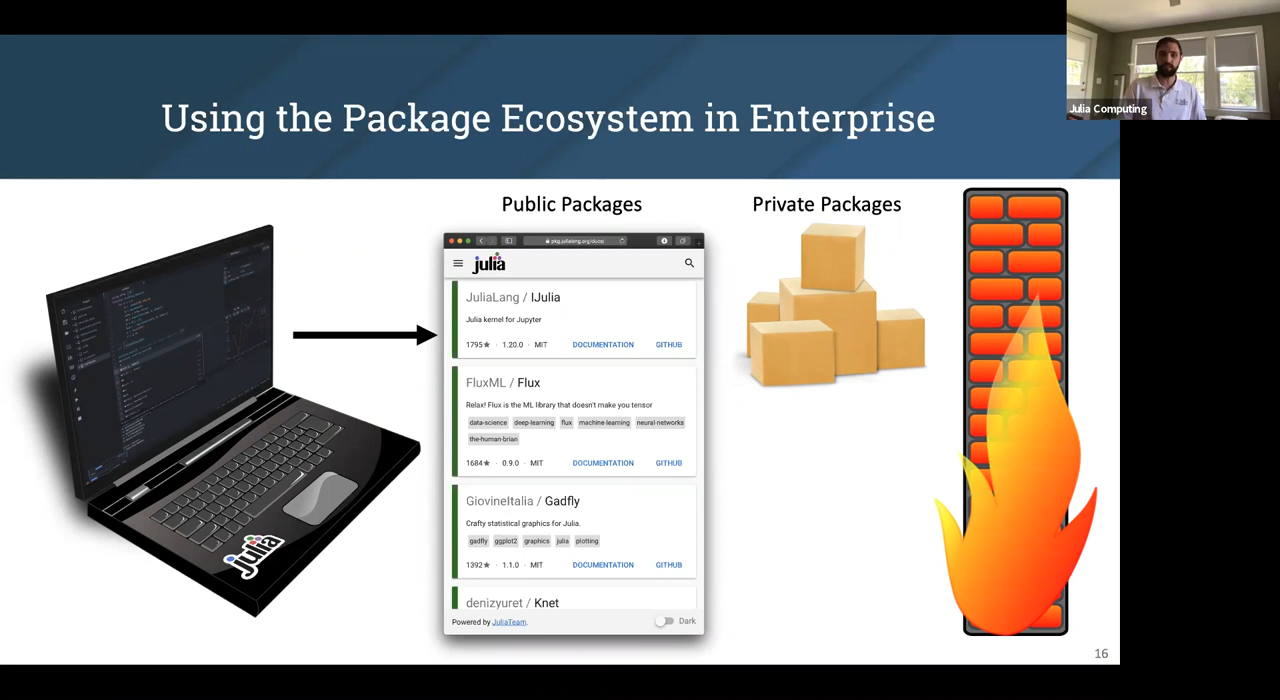 Julia Computing
Using the Package Ecosystem in Enterprise
Public Packages
Private Packages
julia
JuliaLang / IJulia
Julia kernel for Jupyter
1795★ · 1.20.0 · MIT DOCUMENTATION GITHUB
FluxML / Flux
Relax! Flux is the ML library that doesn't make you tensor
data-science deep-learning flux machine-learning neural-networks
the-human-brian
1684★ · 0.9.0 · MIT DOCUMENTATION GITHUB
GiovineItalia / Gadfly
Crafty statistical graphics for Julia.
gadfly ggplot2 graphics julia plotting
1392★ · 1.1.0 · MIT DOCUMENTATION GITHUB
denizyuret / Knet
Powered by JuliaTeam. Dark
julia
16